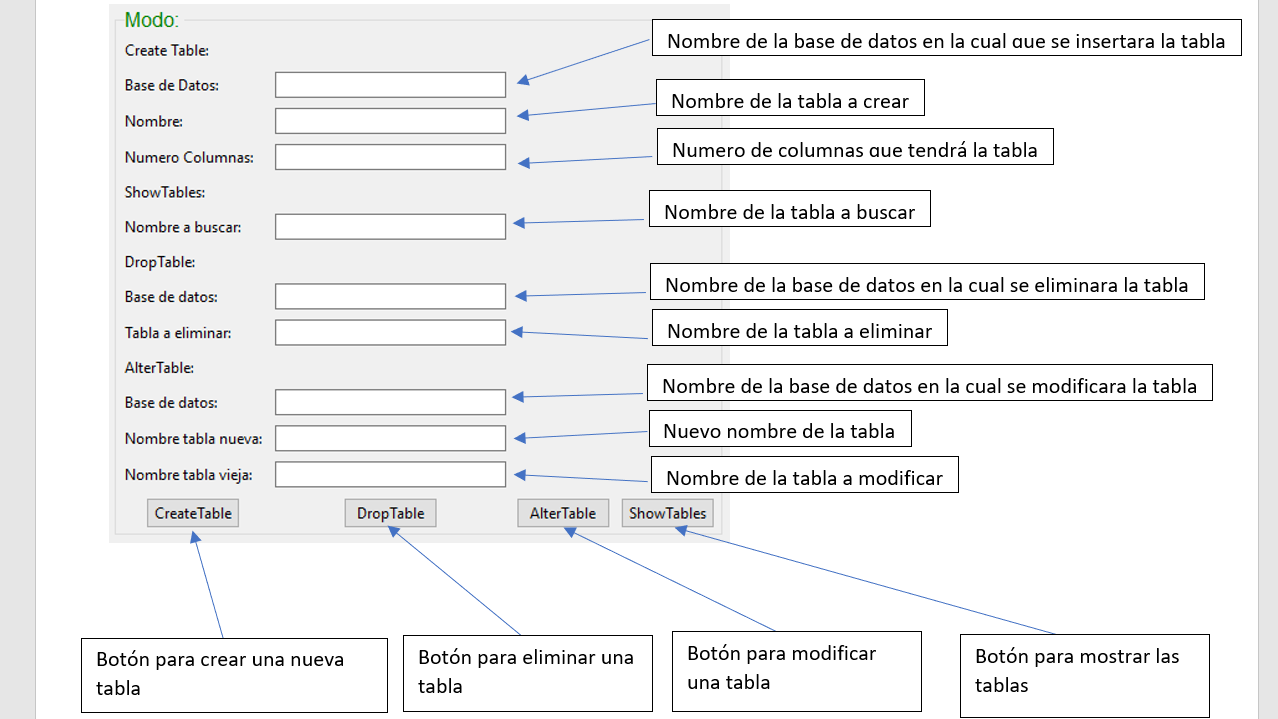 Modo:
Create Table:
Nombre de la base de datos en la cual que se insertara la tabla
Base de Datos:
Nombre de la tabla a crear
Nombre:
Numero de columnas que tendrá la tabla
Numero Columnas:
ShowTables:
Nombre de la tabla a buscar
Nombre a buscar:
DropTable:
Nombre de la base de datos en la cual se eliminara la tabla
Base de datos:
Nombre de la tabla a eliminar
Tabla a eliminar:
AlterTable:
Nombre de la base de datos en la cual se modificara la tabla
Base de datos:
Nuevo nombre de la tabla
Nombre tabla nueva:
Nombre de la tabla a modificar
Nombre tabla vieja:
CreateTable DropTable AlterTable ShowTables
Botón para crear una nueva
tabla
Botón para eliminar una
tabla
Botón para modificar
una tabla
Botón para mostrar las
tablas